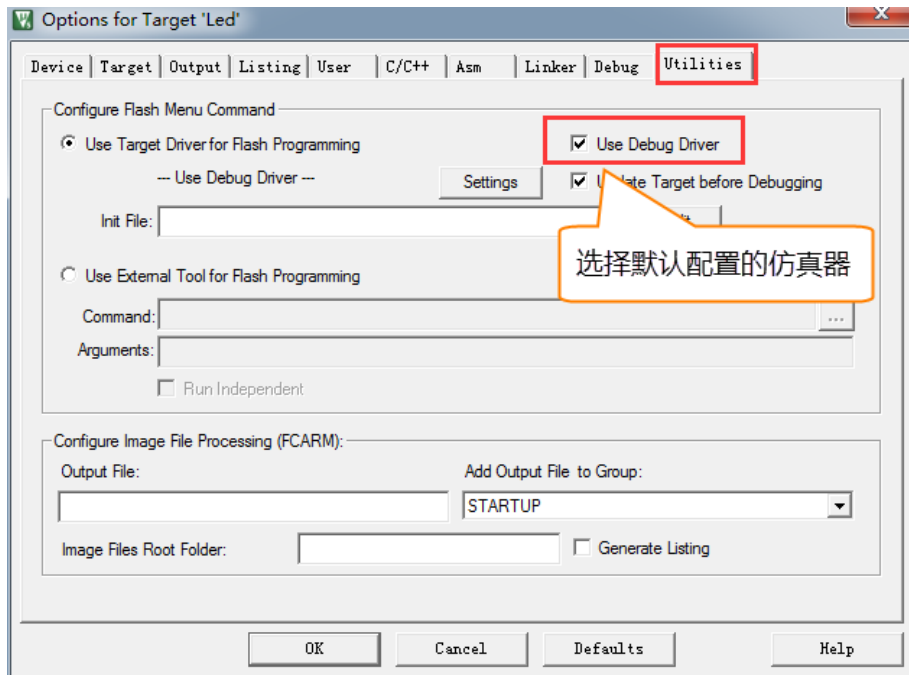 Options for Target 'Led'
Device Target Output Listing User C/C++ Asm Linker Debug Utilities
Configure Flash Menu Command
Use Target Driver for Flash Programming
Use Debug Driver
--- Use Debug Driver ---
Settings
Target before Debugging
Init File:
选择默认配置的仿真器
Use External Tool for Flash Programming
Command:
...
Arguments:
Run Independent
Configure Image File Processing (FCARM):
Output File:
Add Output File to Group:
STARTUP
Image Files Root Folder:
Generate Listing
OK Cancel Defaults Help